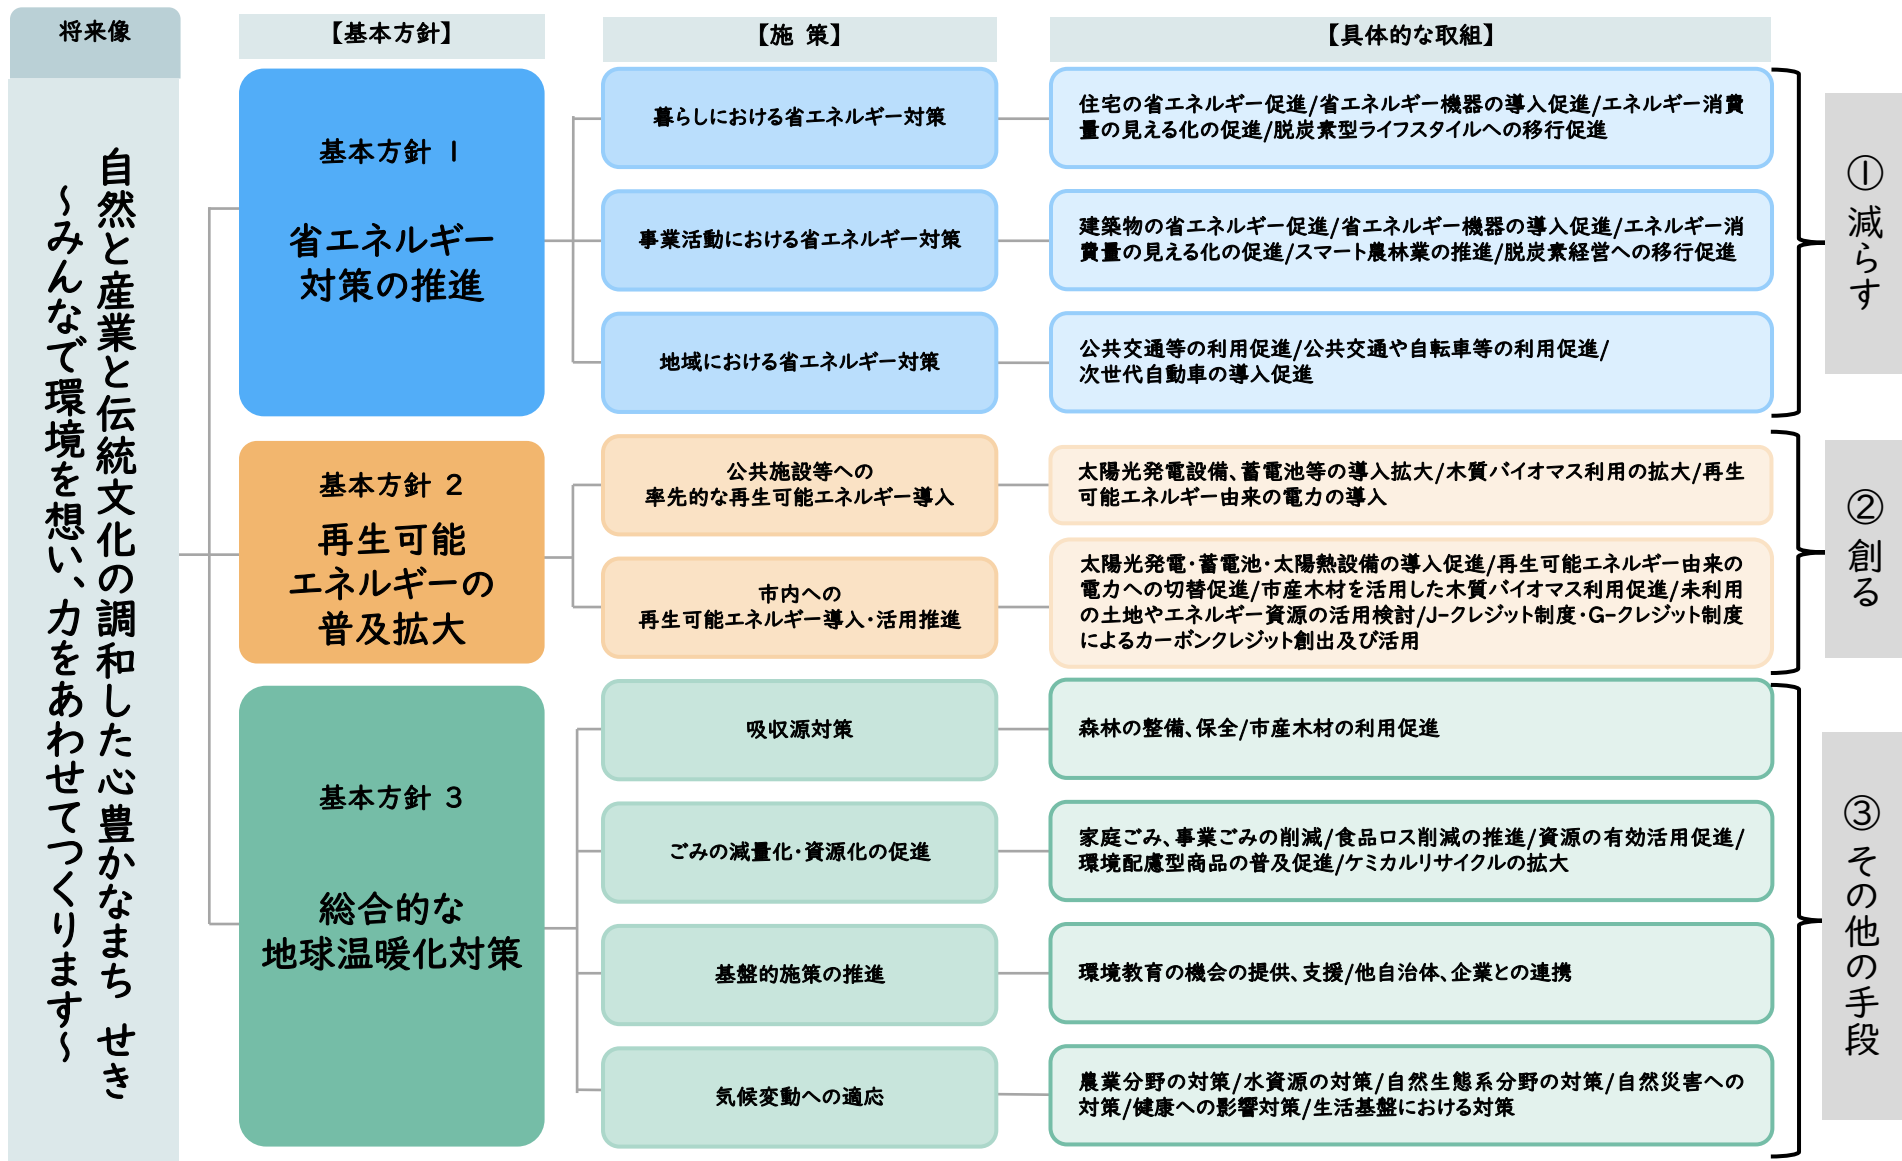 将来像
自然と産業と伝統文化の調和した心豊かなまち せき
～みんなで環境を想い、力をあわせてつくります～
【基本方針】
【施 策】
【具体的な取組】
基本方針 1
省エネルギー
対策の推進
暮らしにおける省エネルギー対策
住宅の省エネルギー促進/省エネルギー機器の導入促進/エネルギー消費
量の見える化の促進/脱炭素型ライフスタイルへの移行促進
事業活動における省エネルギー対策
建築物の省エネルギー促進/省エネルギー機器の導入促進/エネルギー消
費量の見える化の促進/スマート農林業の推進/脱炭素経営への移行促進
地域における省エネルギー対策
公共交通等の利用促進/公共交通や自転車等の利用促進/
次世代自動車の導入促進
①減らす
基本方針 2
再生可能
エネルギーの
普及拡大
公共施設等への
率先的な再生可能エネルギー導入
太陽光発電設備、蓄電池等の導入拡大/木質バイオマス利用の拡大/再生
可能エネルギー由来の電力の導入
市内への
再生可能エネルギー導入・活用推進
太陽光発電・蓄電池・太陽熱設備の導入促進/再生可能エネルギー由来の
電力への切替促進/市産木材を活用した木質バイオマス利用促進/未利用
の土地やエネルギー資源の活用検討/J-クレジット制度・G-クレジット制度
によるカーボンクレジット創出及び活用
②創る
基本方針 3
総合的な
地球温暖化対策
吸収源対策
森林の整備、保全/市産木材の利用促進
ごみの減量化・資源化の促進
家庭ごみ、事業ごみの削減/食品ロス削減の推進/資源の有効活用促進/
環境配慮型商品の普及促進/ケミカルリサイクルの拡大
基盤的施策の推進
環境教育の機会の提供、支援/他自治体、企業との連携
気候変動への適応
農業分野の対策/水資源の対策/自然生態系分野の対策/自然災害への
対策/健康への影響対策/生活基盤における対策
③その他の手段